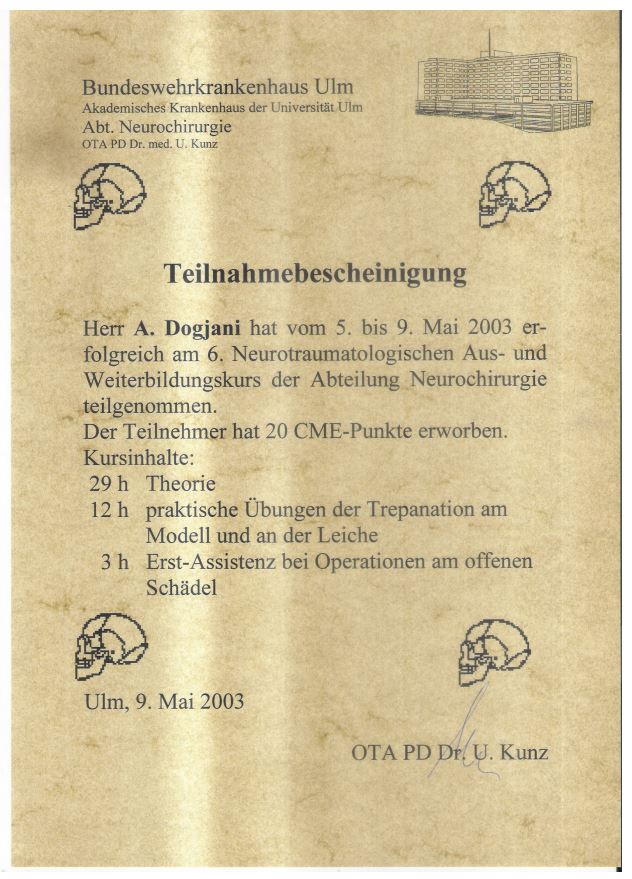 Bundeswehrkrankenhaus Ulm
Akademisches Krankenhaus der Universität Ulm
Abt. Neurochirurgie
OTA PD Dr. med. U. Kunz
Teilnahmebescheinigung
Herr A. Dogjani hat vom 5. bis 9. Mai 2003 er-
folgreich am 6. Neurotraumatologischen Aus- und
Weiterbildungskurs der Abteilung Neurochirurgie
teilgenommen.
Der Teilnehmer hat 20 CME-Punkte erworben.
Kursinhalte:
29 h Theorie
12 h praktische Übungen der Trepanation am
Modell und an der Leiche
3 h Erst-Assistenz bei Operationen am offenen
Schädel
Ulm, 9. Mai 2003
OTA PD Dr. U. Kunz